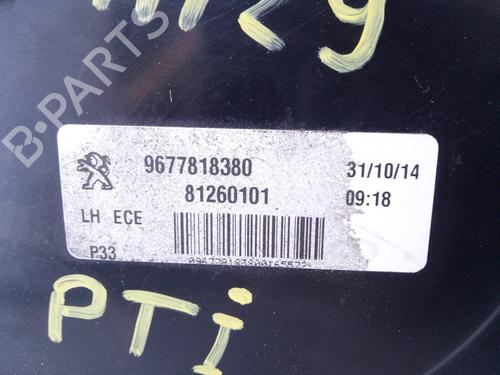 B-PARTS
9677818380
31/10/14
81260101
09:18
LH ECE
P33
PTi